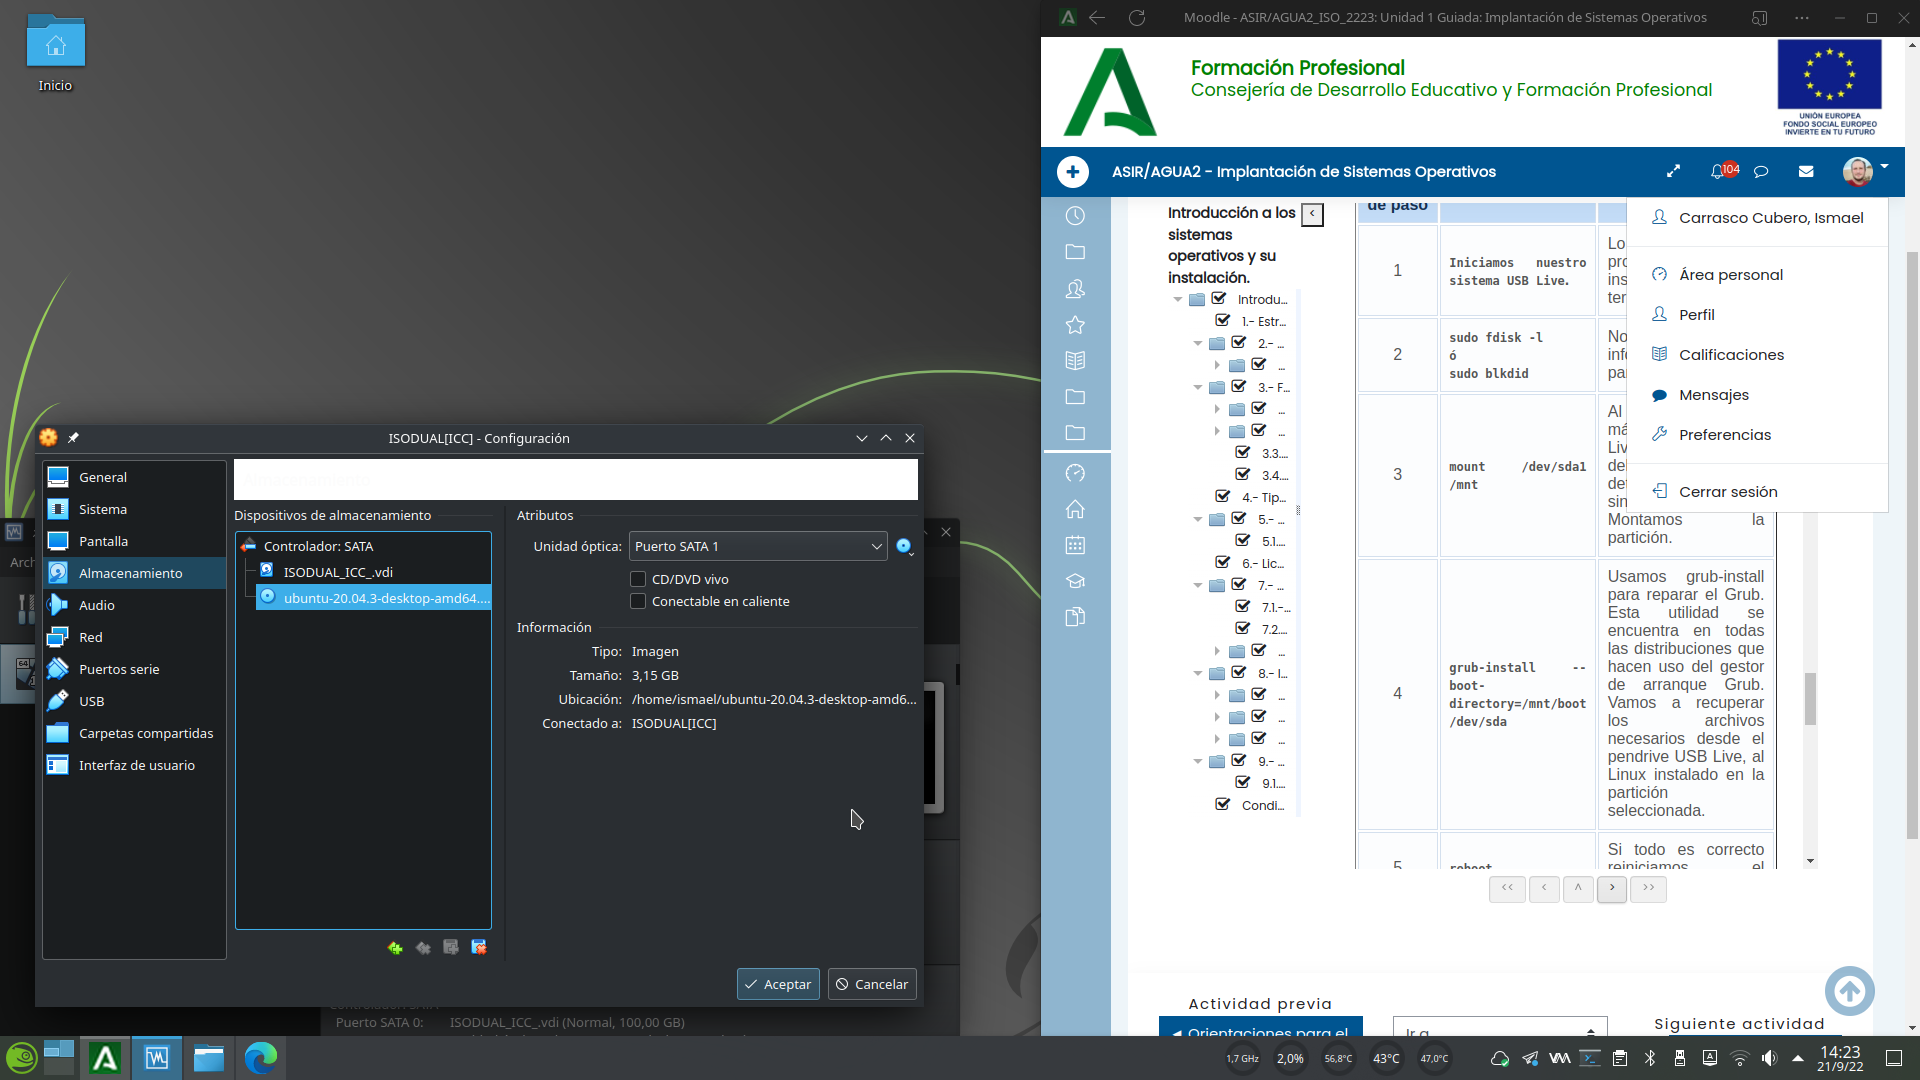 Inicio
ISODUAL[ICC] - Configuración
General
Sistema
Pantalla
Almacenamiento
Audio
Red
Puertos serie
USB
Carpetas compartidas
Interfaz de usuario
Dispositivos de almacenamiento
Controlador: SATA
ISODUAL_ICC_.vdi
ubuntu-20.04.3-desktop-amd64....
Atributos
Unidad óptica: Puerto SATA 1
CD/DVD vivo
Conectable en caliente
Información
Tipo: Imagen
Tamaño: 3,15 GB
Ubicación: /home/ismael/ubuntu-20.04.3-desktop-amd6...
Conectado a: ISODUAL[ICC]
Aceptar
Cancelar
Arch
64
Puerto SATA 0: ISODUAL_ICC_.vdi (Normal, 100,00 GB)
Moodle - ASIR/AGUA2_ISO_2223: Unidad 1 Guiada: Implantación de Sistemas Operativos
Formación Profesional
Consejería de Desarrollo Educativo y Formación Profesional
UNIÓN EUROPEA
FONDO SOCIAL EUROPEO
INVIERTE EN TU FUTURO
ASIR/AGUA2 - Implantación de Sistemas Operativos
104
Introducción a los
sistemas
operativos y su
instalación.
Introdu...
1.- Estr...
2.- ...
...
3.- F...
...
...
3.3....
3.4....
4.- Tip...
5.- ...
5.1....
6.- Lic...
7.- ...
7.1.-...
7.2....
...
8.- I...
...
...
...
9.- ...
9.1....
Condi...
de paso
1
Iniciamos nuestro
sistema USB Live.
Lo
pro
ins
ter
2
sudo fdisk -l
ó
sudo blkdid
No
info
pa
3
mount /dev/sda1
/mnt
Al
má
Liv
del
det
sin
Montamos la
partición.
4
grub-install --
boot-
directory=/mnt/boot
/dev/sda
Usamos grub-install
para reparar el Grub.
Esta utilidad se
encuentra en todas
las distribuciones que
hacen uso del gestor
de arranque Grub.
Vamos a recuperar
los archivos
necesarios desde el
pendrive USB Live, al
Linux instalado en la
partición
seleccionada.
5
reboot
Si todo es correcto
reiniciamos el
Carrasco Cubero, Ismael
Área personal
Perfil
Calificaciones
Mensajes
Preferencias
Cerrar sesión
Actividad previa
◄ Orientaciones para el
Ir a
Siguiente actividad
1,7 GHz
2,0%
56,8°C
43°C
47,0°C
14:23
21/9/22